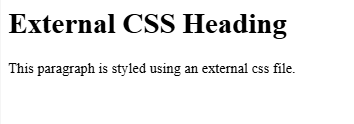 External CSS Heading
This paragraph is styled using an external css file.